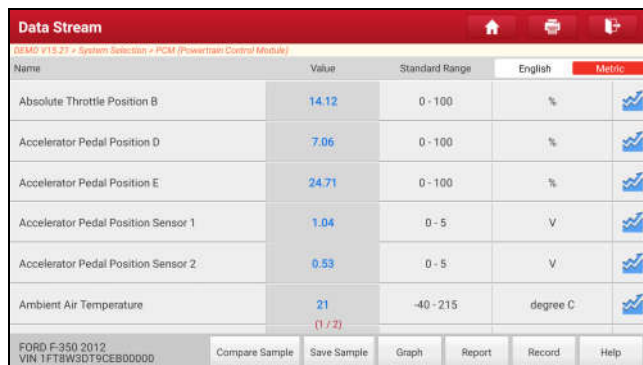 Data Stream
DEMO V15.21 > System Selection > PCM (Powertrain Control Module)
Name Value Standard Range English Metric
Absolute Throttle Position B 14.12 0 - 100 %
Accelerator Pedal Position D 7.06 0 - 100 %
Accelerator Pedal Position E 24.71 0 - 100 %
Accelerator Pedal Position Sensor 1 1.04 0 - 5 V
Accelerator Pedal Position Sensor 2 0.53 0 - 5 V
Ambient Air Temperature 21 -40 - 215 degree C
(1 / 2)
FORD F-350 2012
VIN 1FT8W3DT9CEB00000
Compare Sample Save Sample Graph Report Record Help